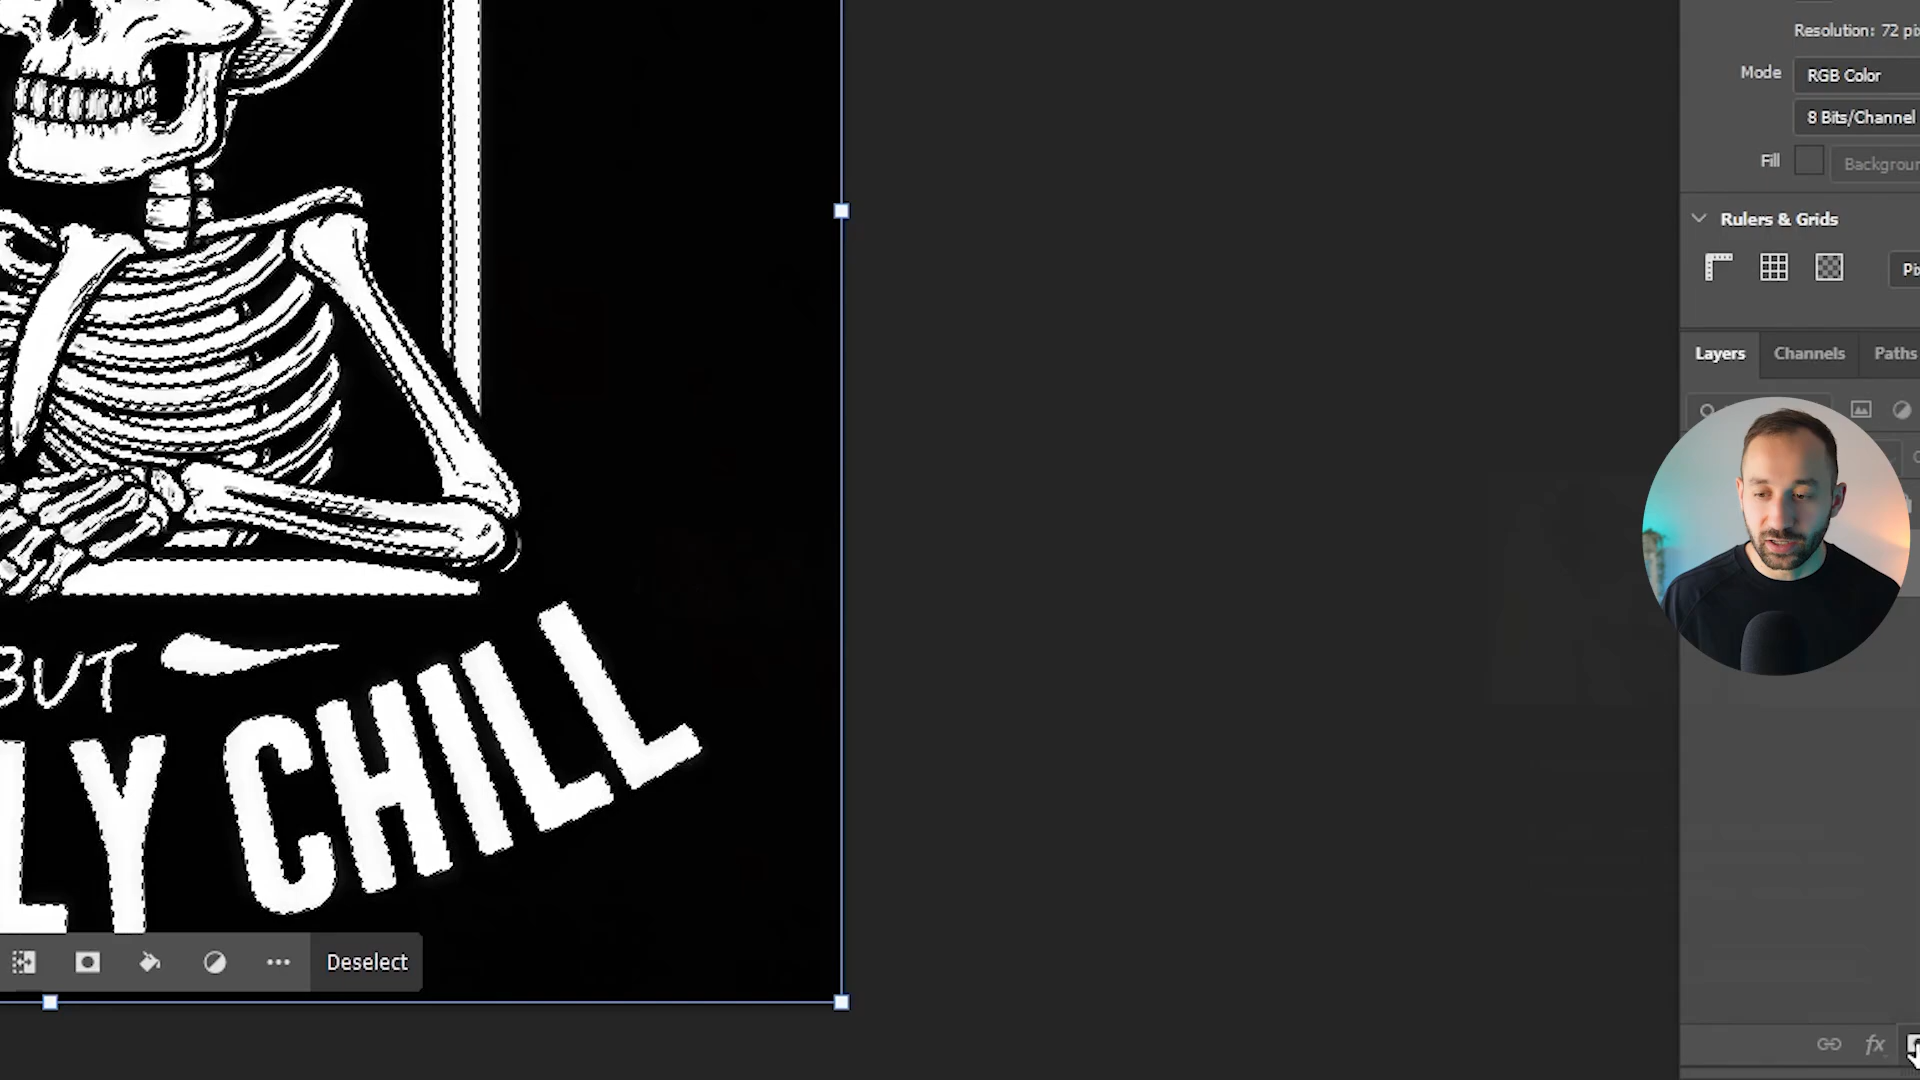 Resolution: 72 pi
Mode
RGB Color
8 Bits/Channel
Fill
Backgroun
Rulers & Grids
Pi
Layers
Channels
Paths
BUT
LY CHILL
Deselect
fx